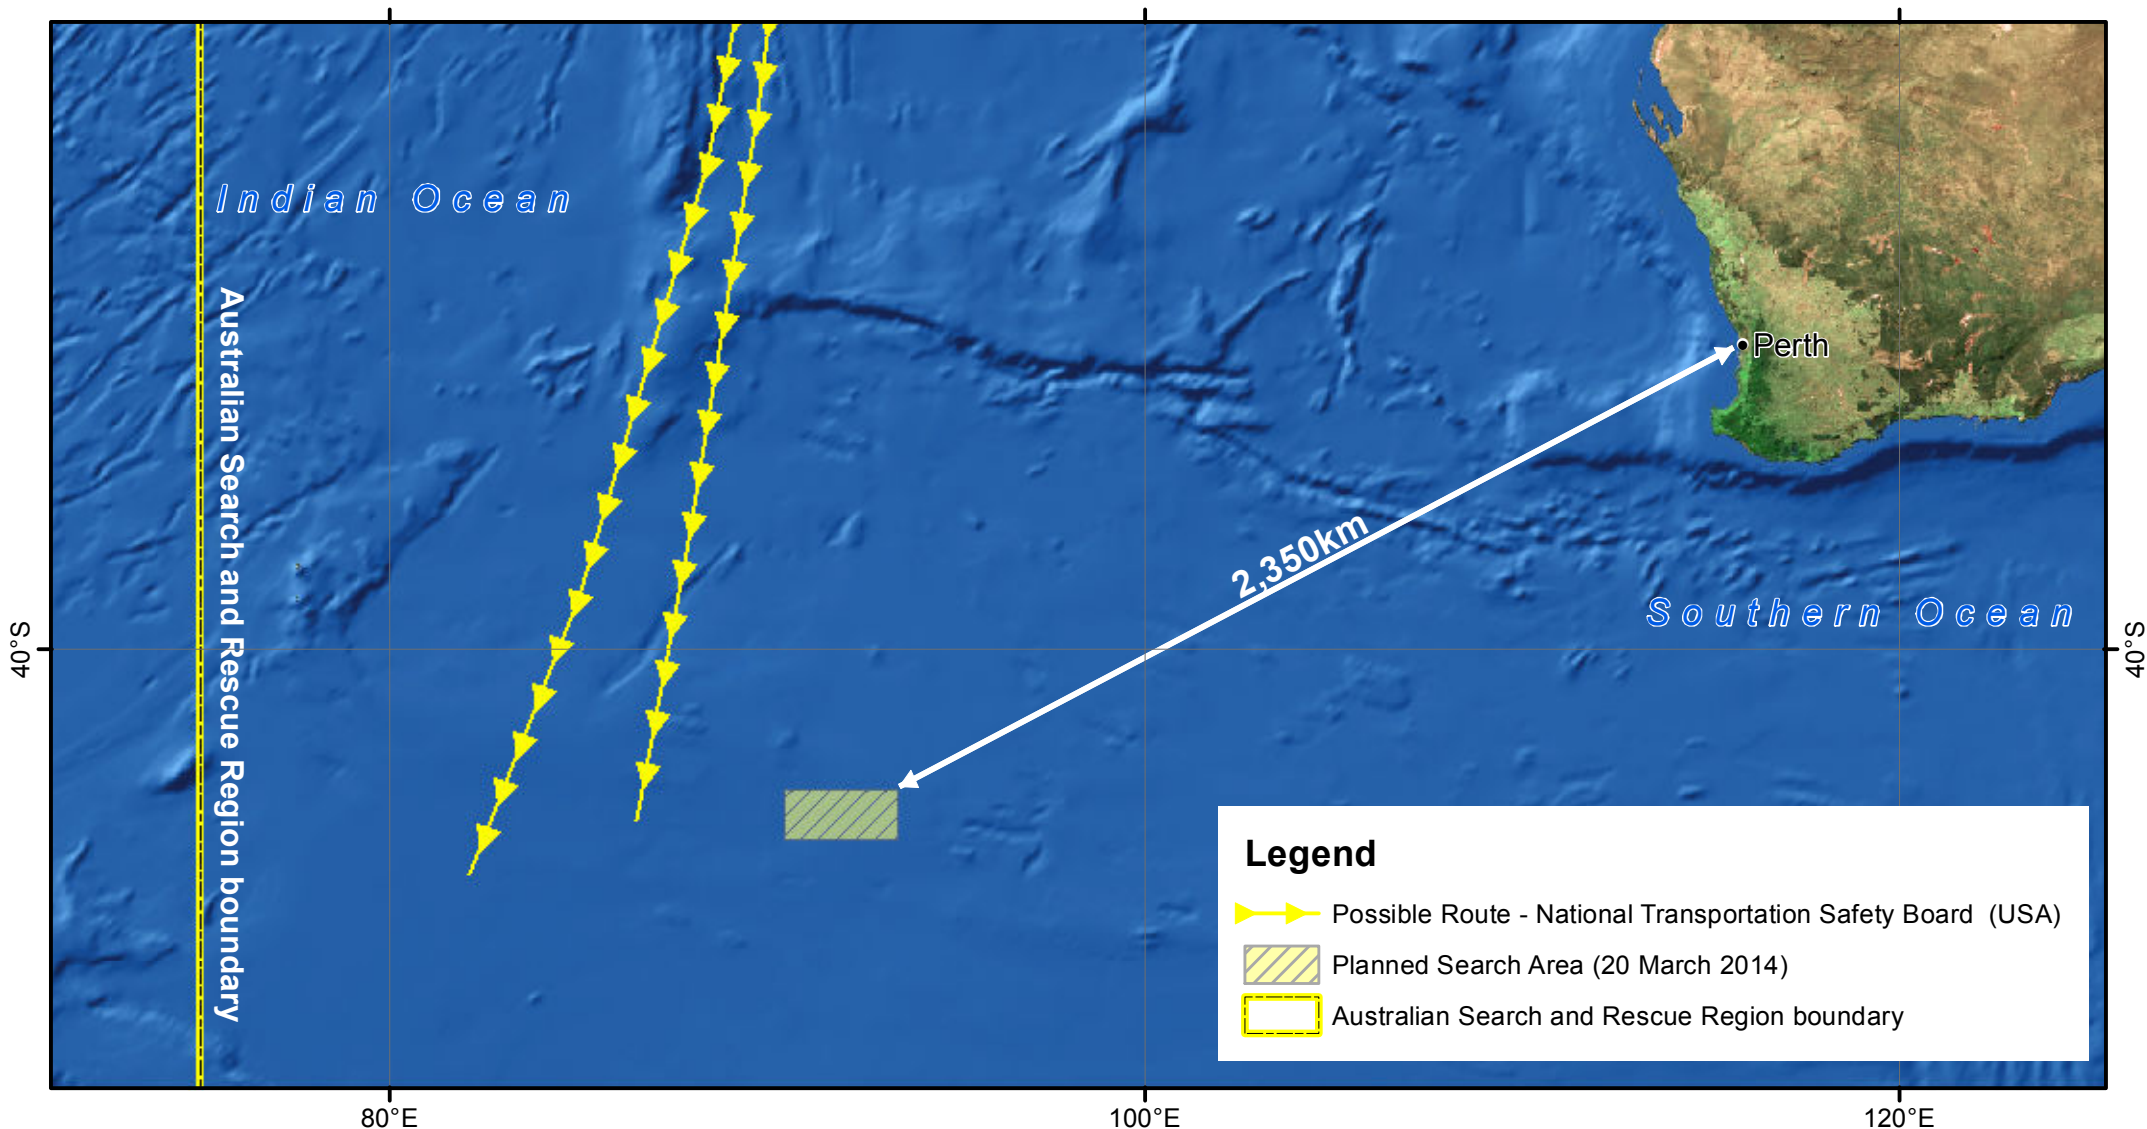 Indian Ocean
Australian Search and Rescue Region boundary
Perth
2,350km
Southern Ocean
40°S
40°S
Legend
Possible Route - National Transportation Safety Board (USA)
Planned Search Area (20 March 2014)
Australian Search and Rescue Region boundary
80°E
100°E
120°E